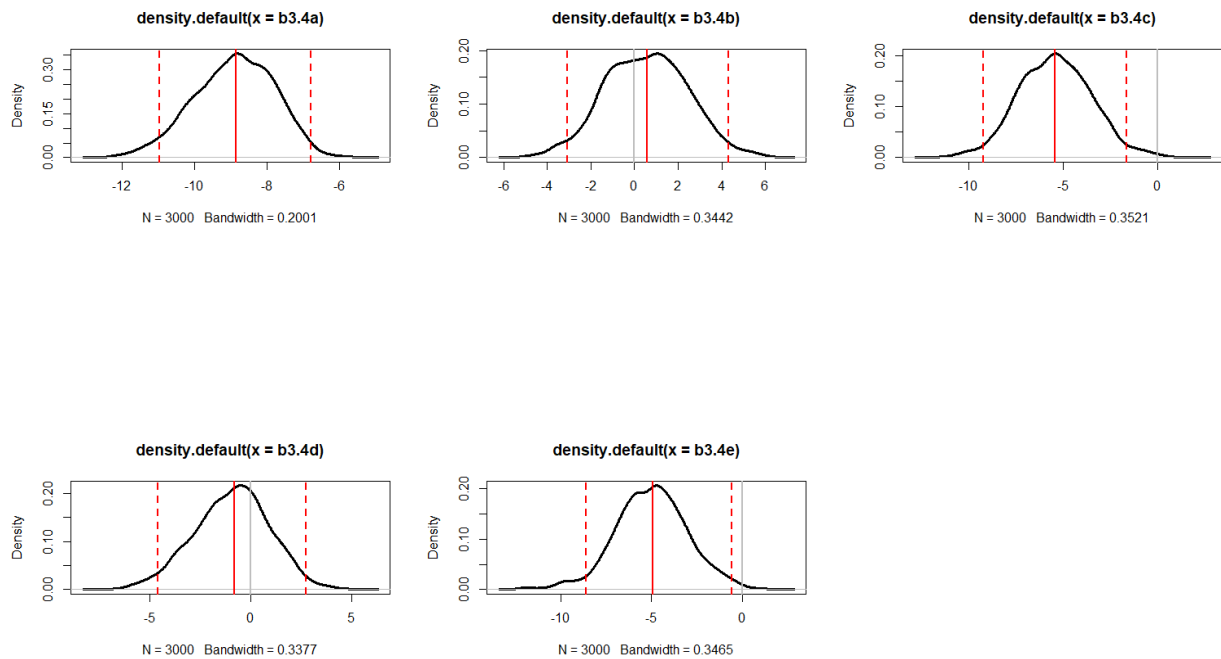 density.default(x = b3.4a)
Density
0.00
0.15
0.30
-12
-10
-8
-6
N = 3000 Bandwidth = 0.2001
density.default(x = b3.4b)
Density
0.00
0.10
0.20
-6
-4
-2
0
2
4
6
N = 3000 Bandwidth = 0.3442
density.default(x = b3.4c)
Density
0.00
0.10
0.20
-10
-5
0
N = 3000 Bandwidth = 0.3521
density.default(x = b3.4d)
Density
0.00
0.10
0.20
-5
0
5
N = 3000 Bandwidth = 0.3377
density.default(x = b3.4e)
Density
0.00
0.10
0.20
-10
-5
0
N = 3000 Bandwidth = 0.3465